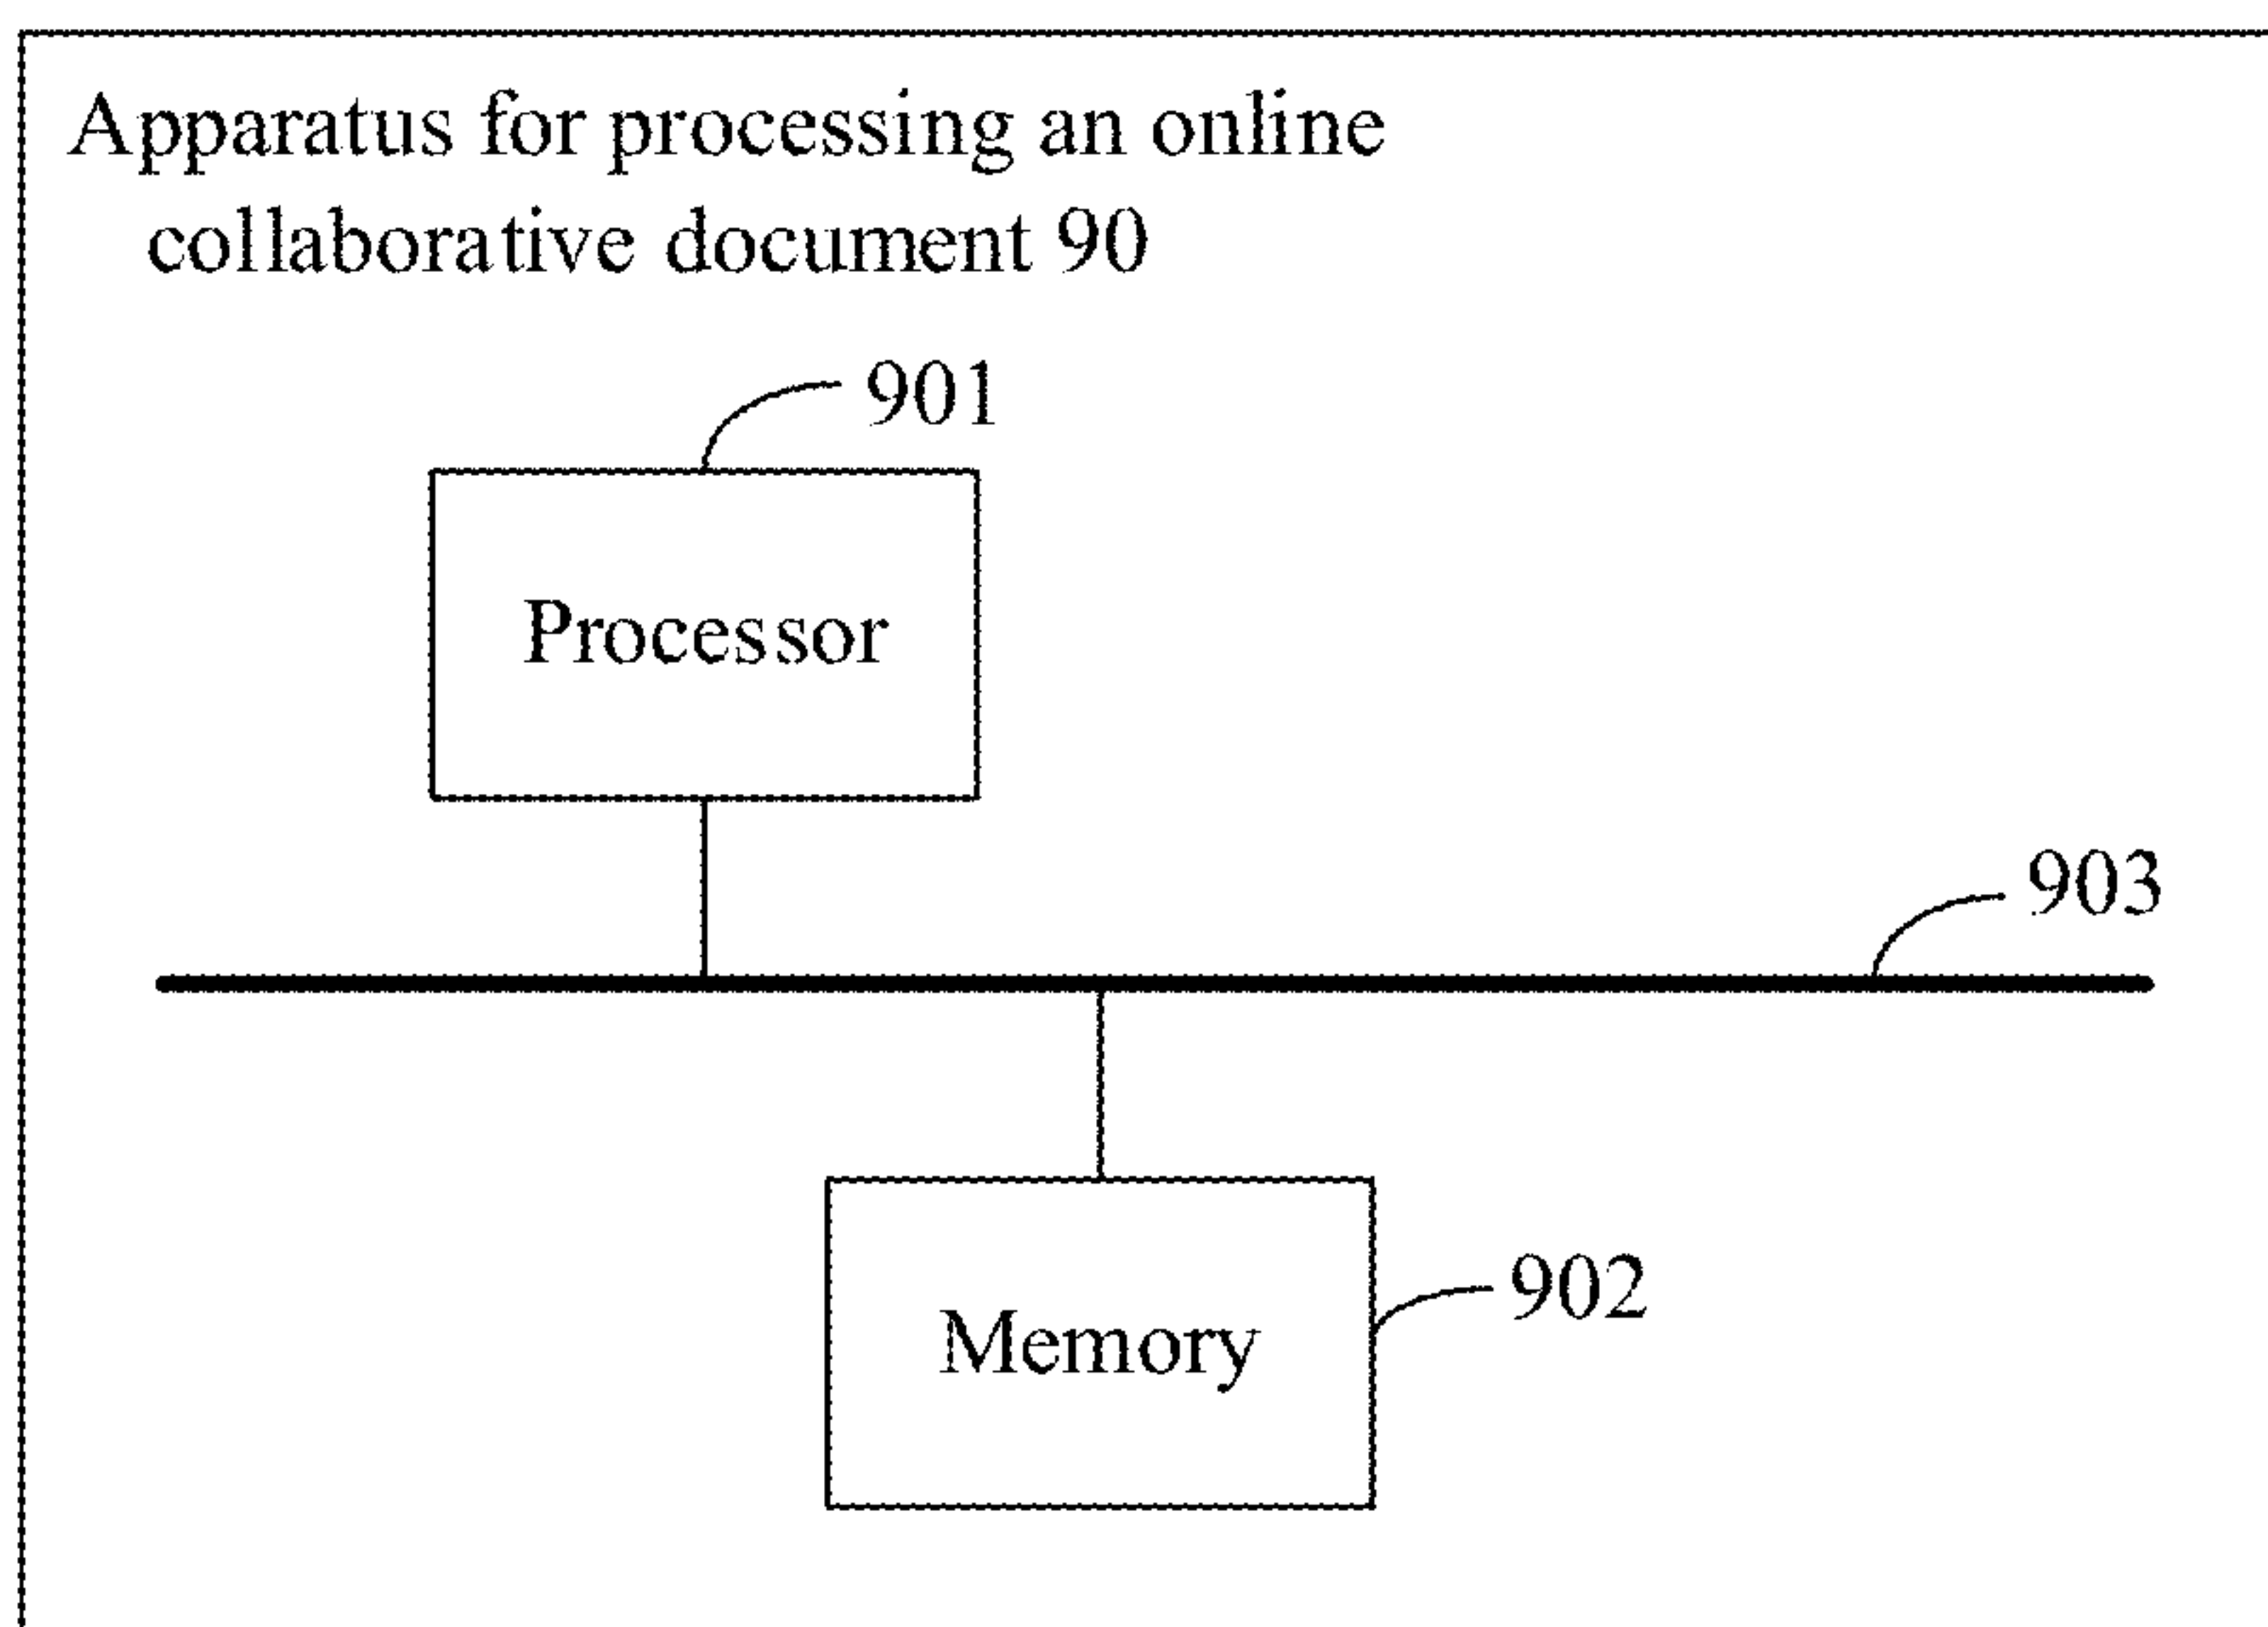 Apparatus for processing an online
collaborative document 90
901
Processor
903
902
Memory